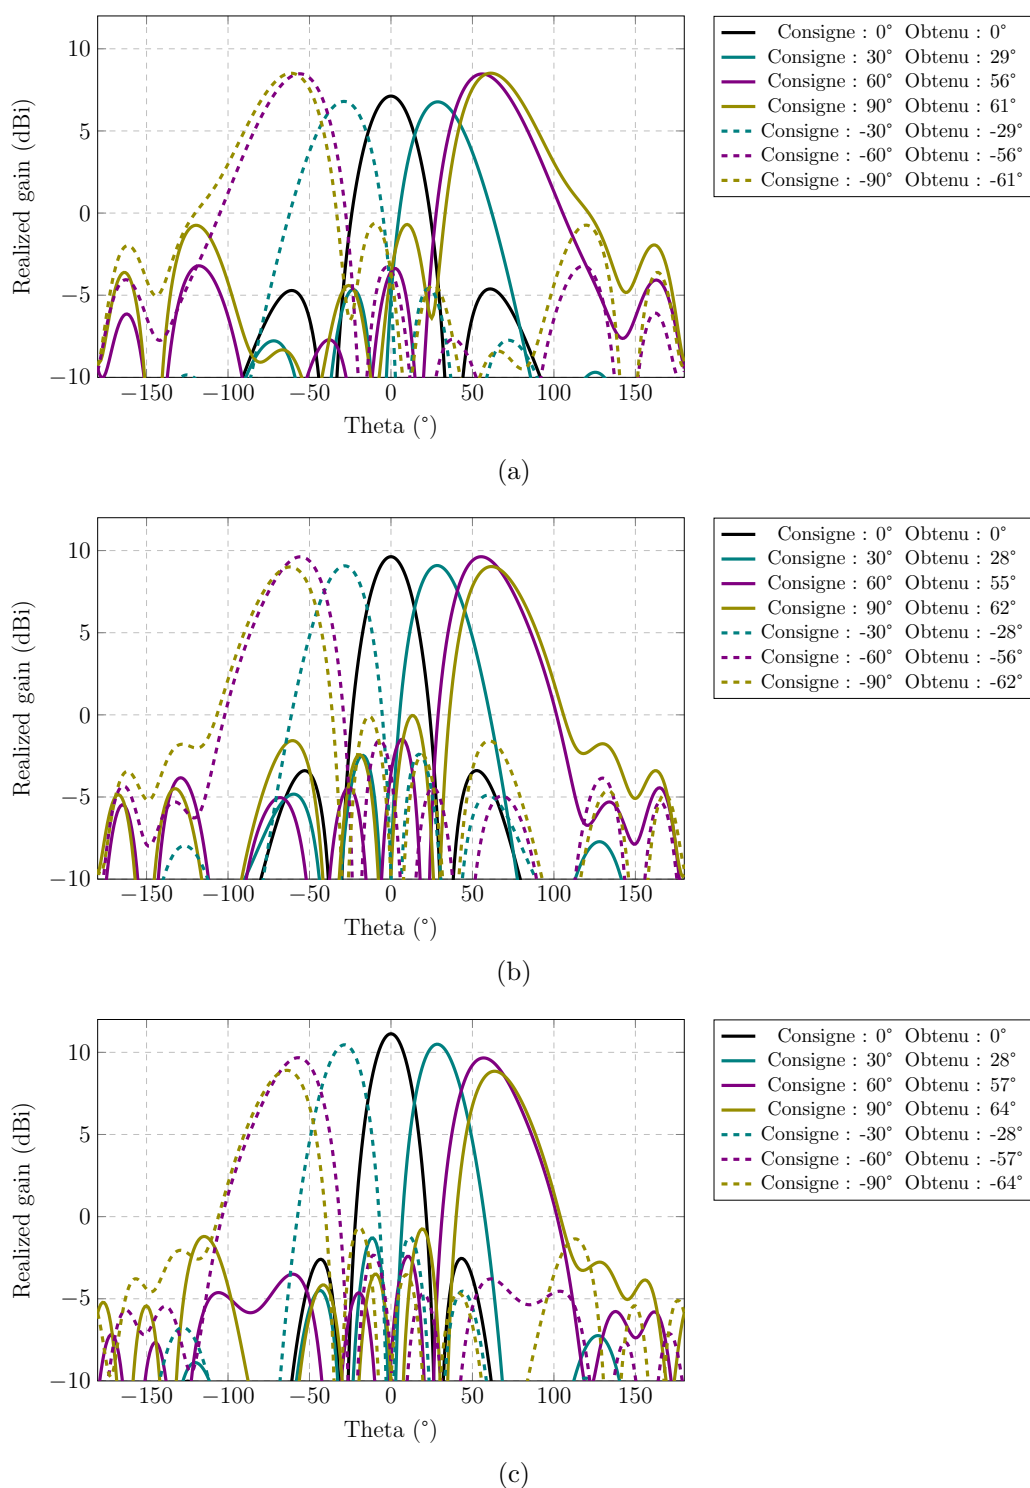 10
5
0
−5
−10
−150 −100 −50 0 50 100 150
Realized gain (dBi)
Theta (°)
Consigne : 0° Obtenu : 0°
Consigne : 30° Obtenu : 29°
Consigne : 60° Obtenu : 56°
Consigne : 90° Obtenu : 61°
Consigne : -30° Obtenu : -29°
Consigne : -60° Obtenu : -56°
Consigne : -90° Obtenu : -61°
(a)
10
5
0
−5
−10
−150 −100 −50 0 50 100 150
Realized gain (dBi)
Theta (°)
Consigne : 0° Obtenu : 0°
Consigne : 30° Obtenu : 28°
Consigne : 60° Obtenu : 55°
Consigne : 90° Obtenu : 62°
Consigne : -30° Obtenu : -28°
Consigne : -60° Obtenu : -56°
Consigne : -90° Obtenu : -62°
(b)
10
5
0
−5
−10
−150 −100 −50 0 50 100 150
Realized gain (dBi)
Theta (°)
Consigne : 0° Obtenu : 0°
Consigne : 30° Obtenu : 28°
Consigne : 60° Obtenu : 57°
Consigne : 90° Obtenu : 64°
Consigne : -30° Obtenu : -28°
Consigne : -60° Obtenu : -57°
Consigne : -90° Obtenu : -64°
(c)